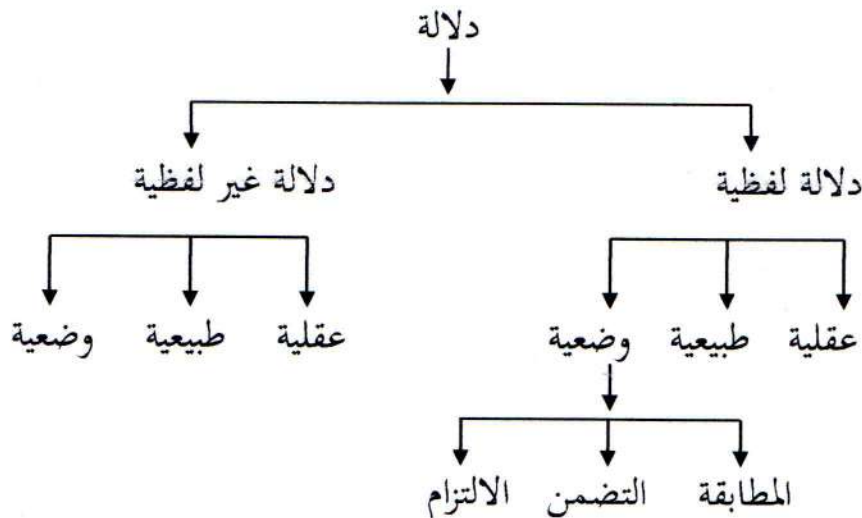 دلالة
دلالة لفظية دلالة غير لفظية
عقلية طبيعية وضعية عقلية طبيعية وضعية
المطابقة التضمن الالتزام